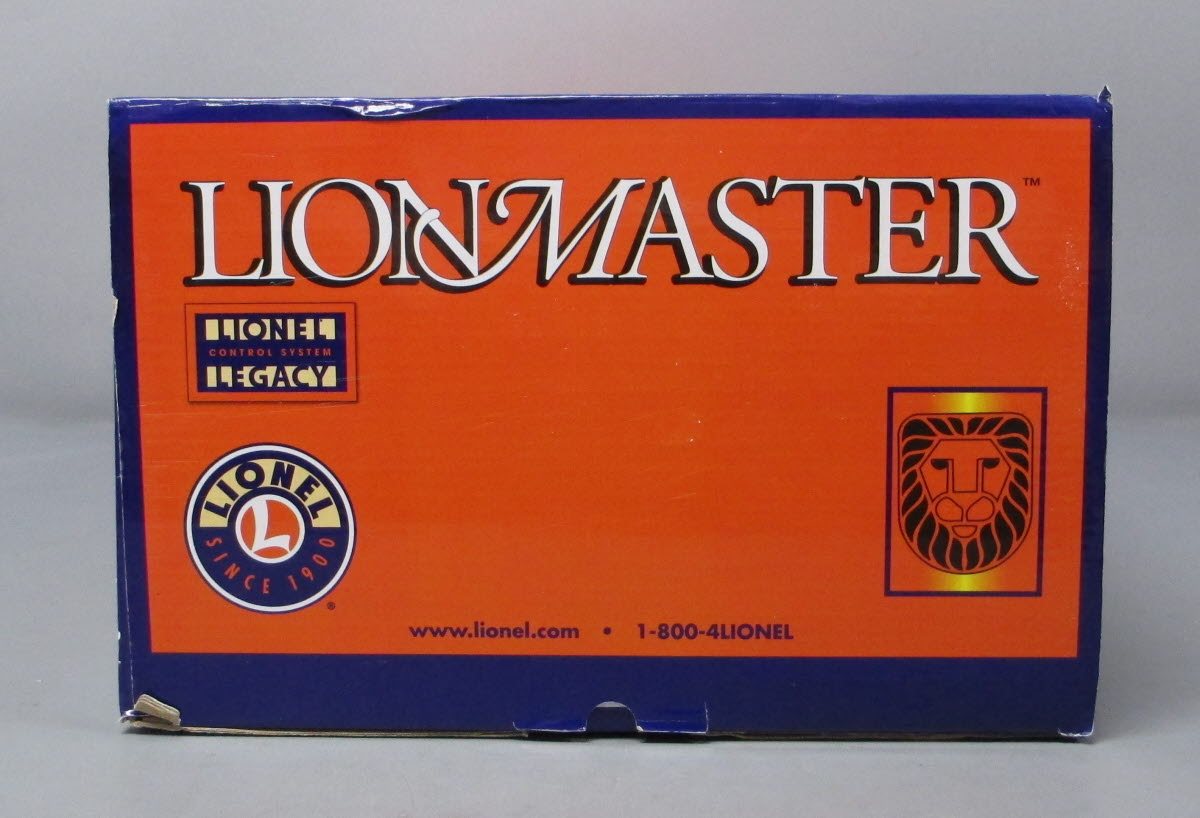 LIONMASTER™
LIONEL
CONTROL SYSTEM
LEGACY
LIONEL
L
SINCE 1900
®
www.lionel.com • 1-800-4LIONEL